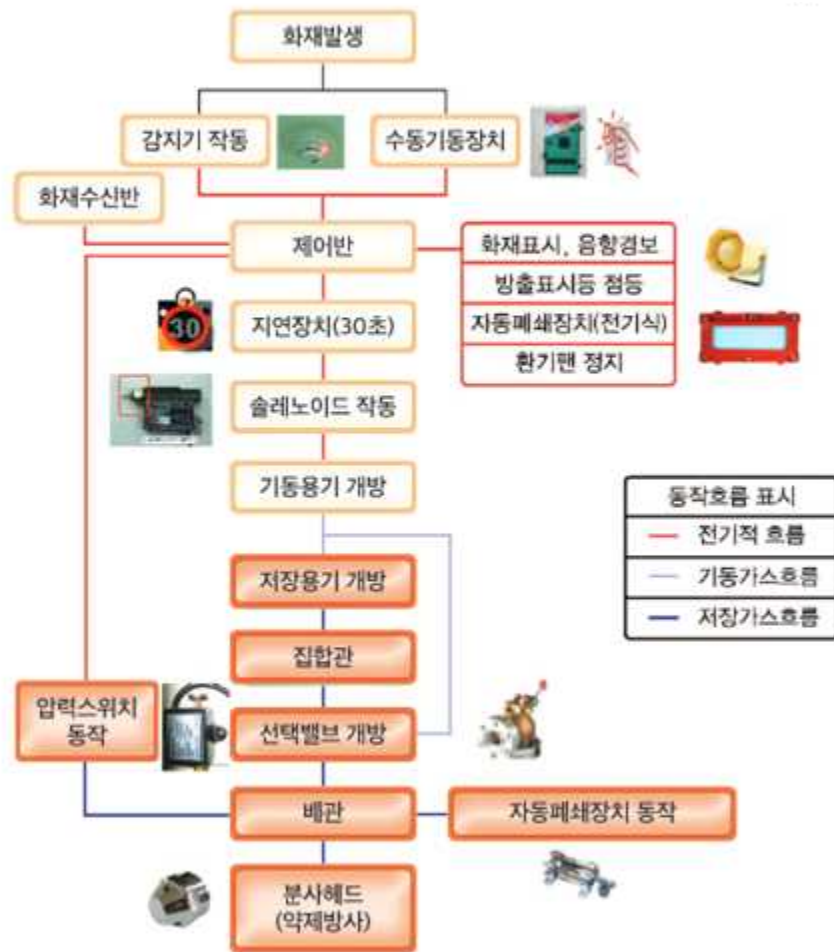 화재발생
감지기 작동
수동기동장치
화재수신반
제어반
화재표시, 음향경보
방출표시등 점등
자동폐쇄장치(전기식)
환기팬 정지
30
지연장치(30초)
솔레노이드 작동
기동용기 개방
동작흐름 표시
전기적 흐름
기동가스흐름
저장가스흐름
저장용기 개방
집합관
압력스위치
동작
선택밸브 개방
배관
자동폐쇄장치 동작
분사헤드
(약제방사)